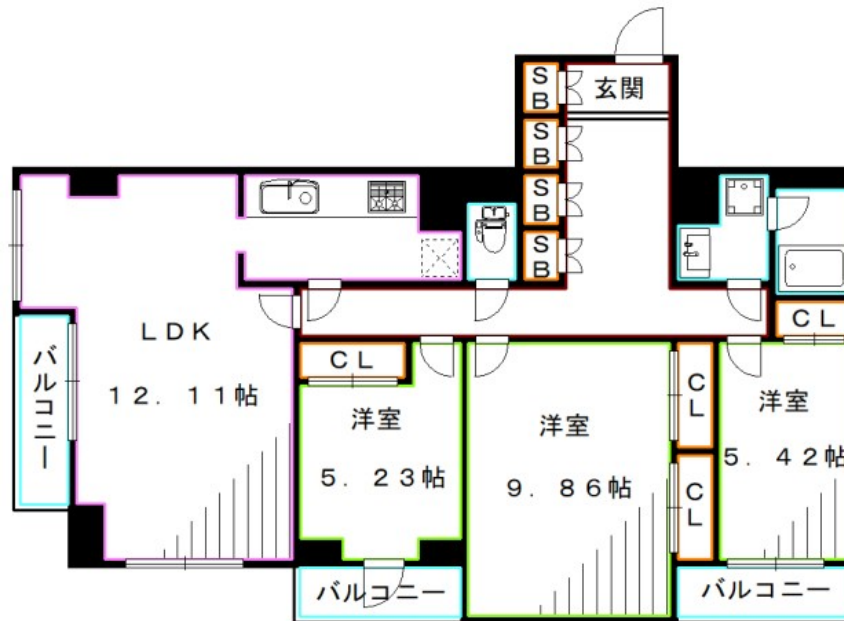 玄関
SB
SB
SB
SB
LDK
12.11帖
バルコニー
CL
洋室
5.23帖
バルコニー
洋室
9.86帖
CL
CL
CL
洋室
5.42帖
バルコニー